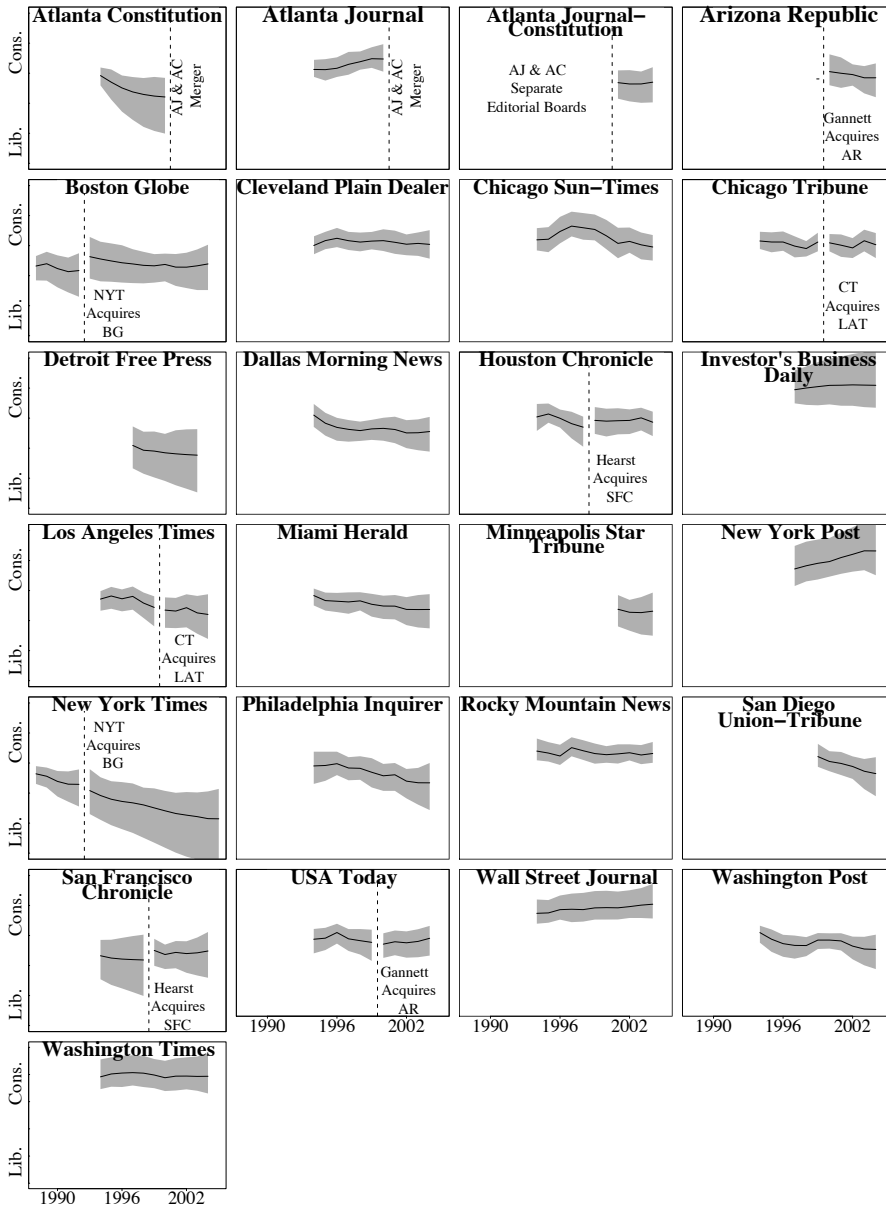 Atlanta Constitution
Cons.
Lib.
AJ & AC
Merger
Atlanta Journal
AJ & AC
Merger
Atlanta Journal−
Constitution
AJ & AC
Separate
Editorial Boards
Arizona Republic
Gannett
Acquires
AR
Boston Globe
Cons.
Lib.
NYT
Acquires
BG
Cleveland Plain Dealer
Chicago Sun−Times
Chicago Tribune
CT
Acquires
LAT
Detroit Free Press
Cons.
Lib.
Dallas Morning News
Houston Chronicle
Hearst
Acquires
SFC
Investor's Business
Daily
Los Angeles Times
Cons.
Lib.
CT
Acquires
LAT
Miami Herald
Minneapolis Star
Tribune
New York Post
New York Times
Cons.
Lib.
NYT
Acquires
BG
Philadelphia Inquirer
Rocky Mountain News
San Diego
Union−Tribune
San Francisco
Chronicle
Cons.
Lib.
Hearst
Acquires
SFC
USA Today
Gannett
Acquires
AR
1990 1996 2002
Wall Street Journal
1990 1996 2002
Washington Post
1990 1996 2002
Washington Times
Cons.
Lib.
1990 1996 2002